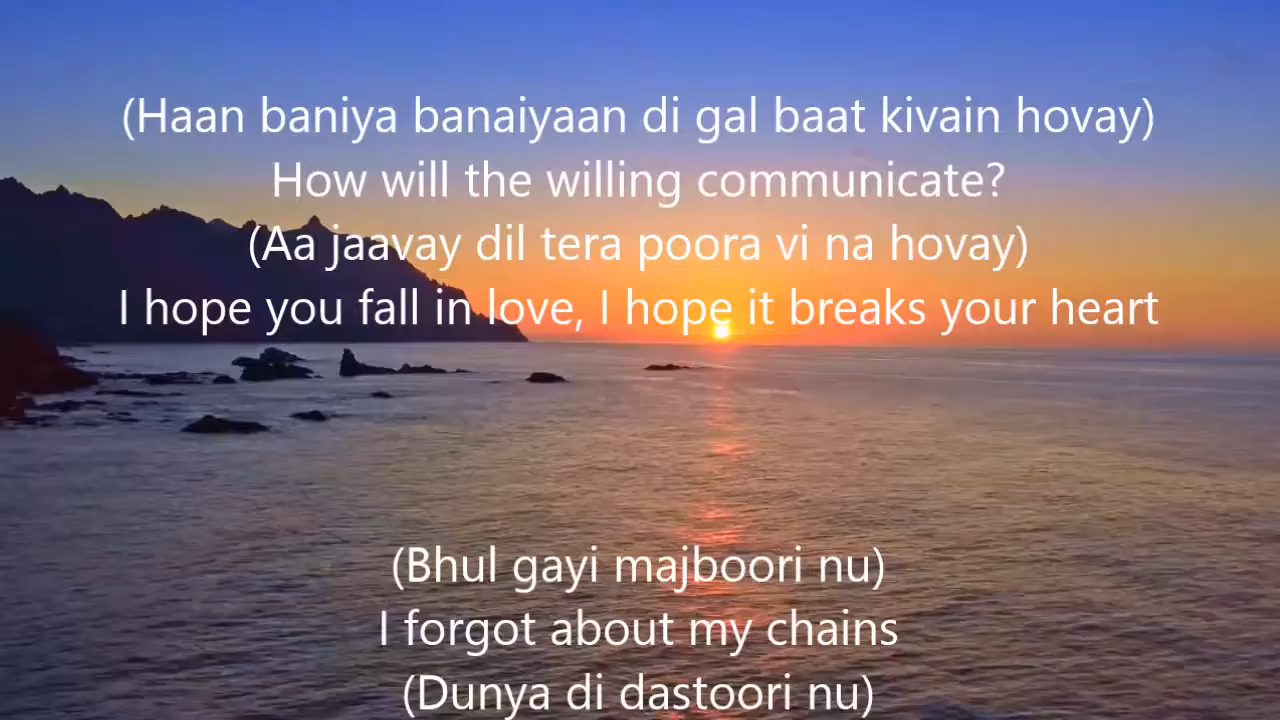 (Haan baniya banaiyaan di gal baat kivain hovay)
How will the willing communicate?
(Aa jaavay dil tera poora vi na hovay)
I hope you fall in love, I hope it breaks your heart
(Bhul gayi majboori nu)
I forgot about my chains
(Dunya di dastoori nu)